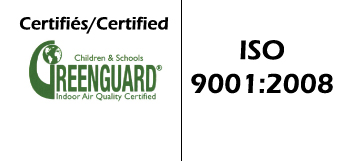 Certifiés/Certified
Children & Schools
GREENGUARD®
Indoor Air Quality Certified
ISO
9001:2008